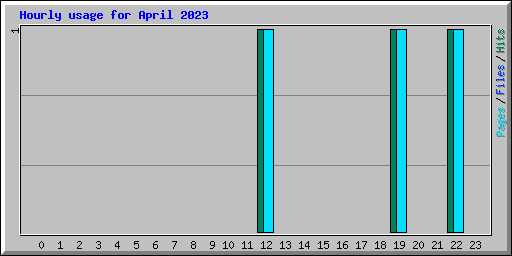 Hourly usage for April 2023
1
Pages/Files/Hits
0 1 2 3 4 5 6 7 8 9 10 11 12 13 14 15 16 17 18 19 20 21 22 23